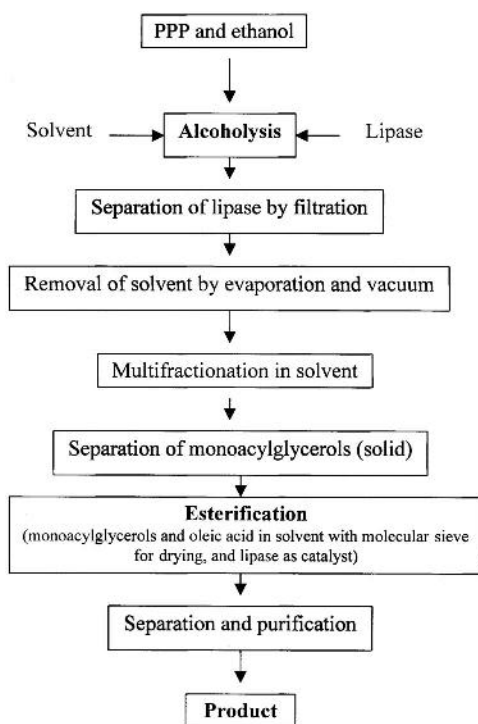 PPP and ethanol
Solvent
Alcoholysis
Lipase
Separation of lipase by filtration
Removal of solvent by evaporation and vacuum
Multifractionation in solvent
Separation of monoacylglycerols (solid)
Esterification
(monoacylglycerols and oleic acid in solvent with molecular sieve
for drying, and lipase as catalyst)
Separation and purification
Product